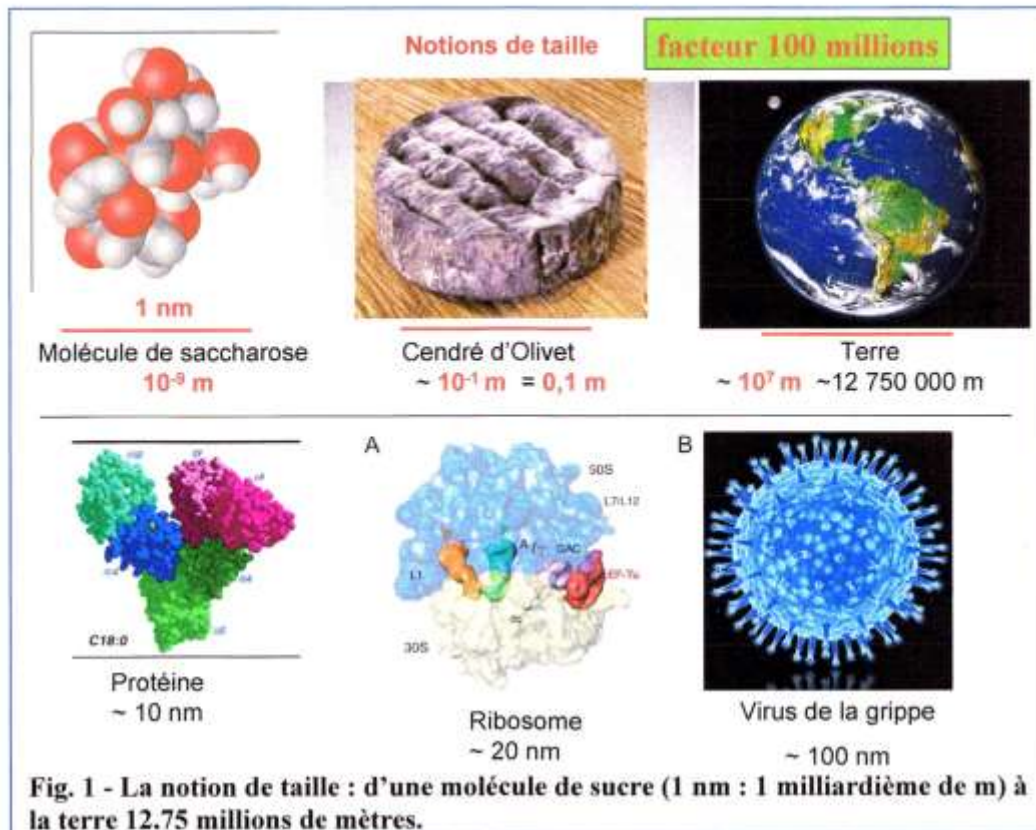 Notions de taille
facteur 100 millions
1 nm
Molécule de saccharose
10⁻⁹ m
Cendré d'Olivet
~ 10⁻¹ m = 0,1 m
Terre
~ 10⁷ m ~12 750 000 m
C18:0
Protéine
~ 10 nm
A
50S
L7/L12
L1
30S
Ribosome
~ 20 nm
B
Virus de la grippe
~ 100 nm
Fig. 1 - La notion de taille : d'une molécule de sucre (1 nm : 1 milliardième de m) à
la terre 12.75 millions de mètres.